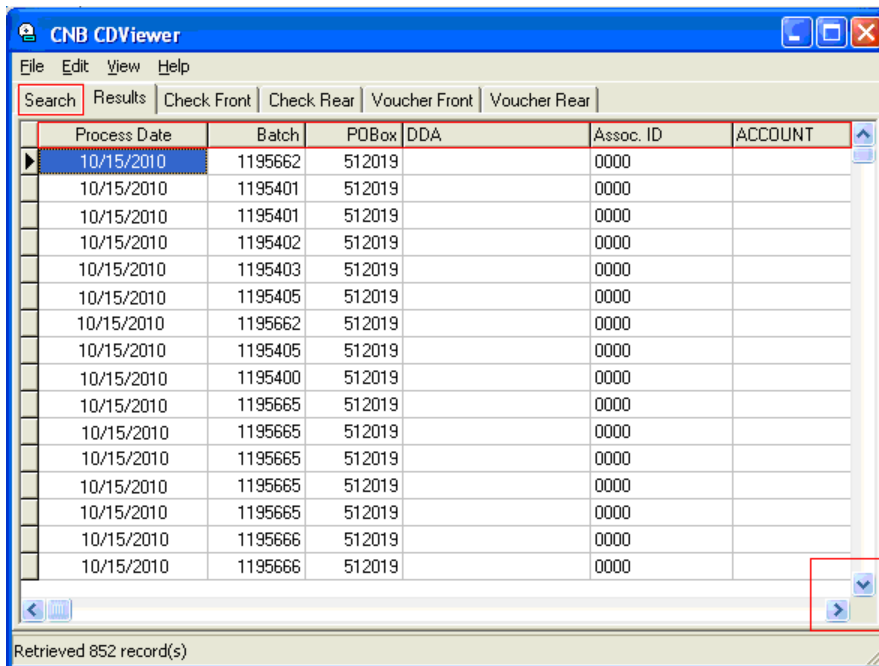 CNB CDViewer
File Edit View Help
Search Results Check Front Check Rear Voucher Front Voucher Rear
Process Date Batch POBox DDA Assoc. ID ACCOUNT
10/15/2010 1195662 512019 0000
10/15/2010 1195401 512019 0000
10/15/2010 1195401 512019 0000
10/15/2010 1195402 512019 0000
10/15/2010 1195403 512019 0000
10/15/2010 1195405 512019 0000
10/15/2010 1195662 512019 0000
10/15/2010 1195405 512019 0000
10/15/2010 1195400 512019 0000
10/15/2010 1195665 512019 0000
10/15/2010 1195665 512019 0000
10/15/2010 1195665 512019 0000
10/15/2010 1195665 512019 0000
10/15/2010 1195665 512019 0000
10/15/2010 1195666 512019 0000
10/15/2010 1195666 512019 0000
Retrieved 852 record(s)